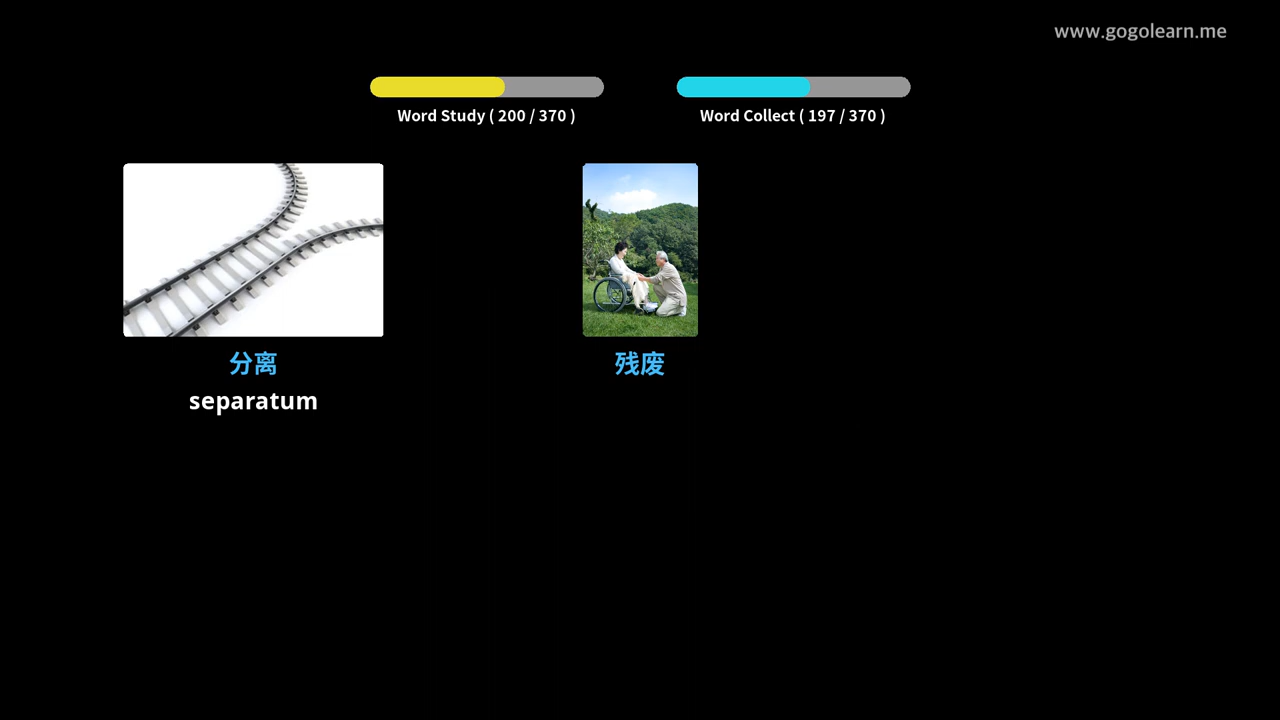 www.gogolearn.me
Word Study ( 200 / 370 )
Word Collect ( 197 / 370 )
分离
残废
separatum